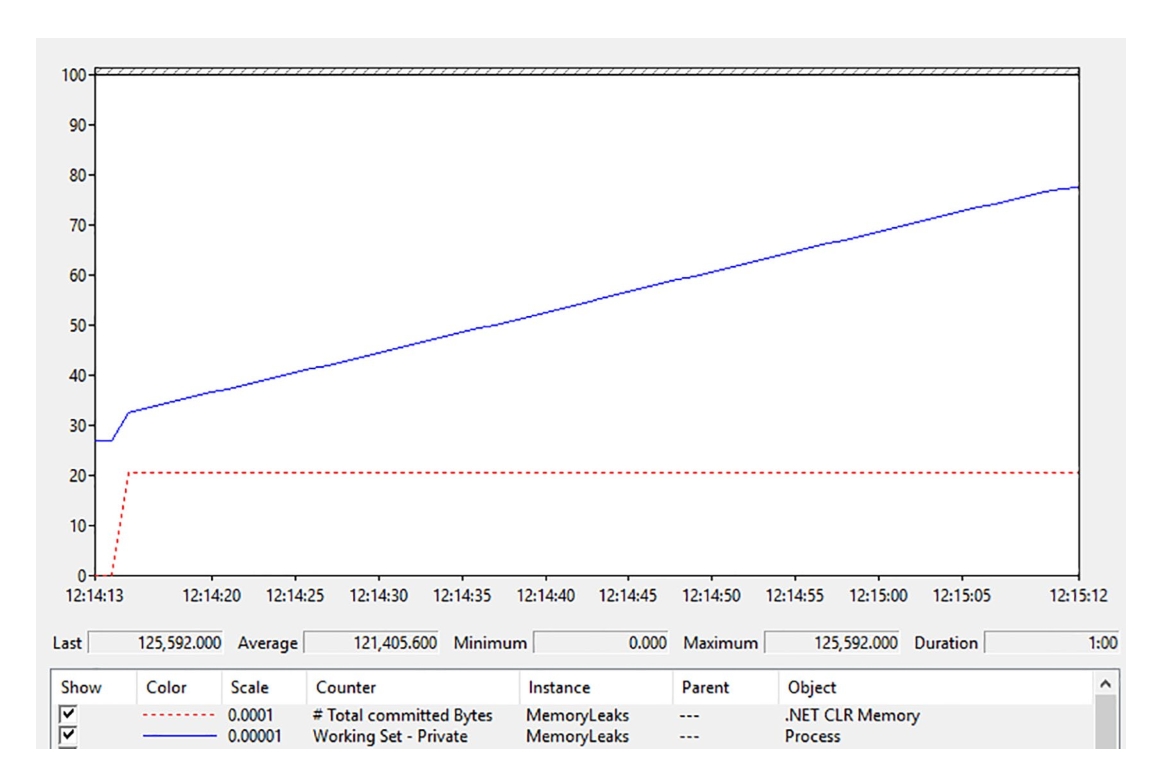 100
90
80
70
60
50
40
30
20
10
0
12:14:13 12:14:20 12:14:25 12:14:30 12:14:35 12:14:40 12:14:45 12:14:50 12:14:55 12:15:00 12:15:05 12:15:12
Last 125,592.000 Average 121,405.600 Minimum 0.000 Maximum 125,592.000 Duration 1:00
Show Color Scale Counter Instance Parent Object
0.0001 # Total committed Bytes MemoryLeaks --- .NET CLR Memory
0.00001 Working Set - Private MemoryLeaks --- Process